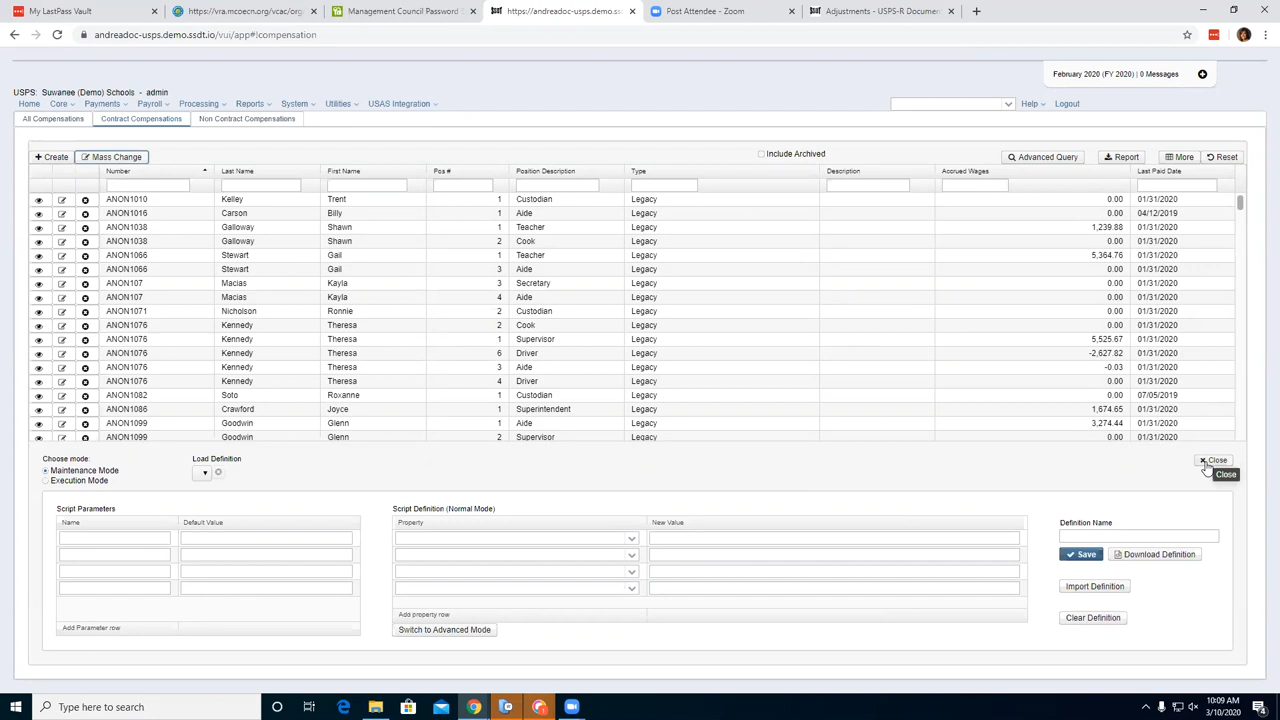 My LastPass Vault
https://vra.mcoecn.org/vcac/org
Management Council Password S
https://andreadoc-usps.demo.ssd
Post Attendee - Zoom
Adjustments - USPS-R Documen
andreadoc-usps.demo.ssdt.io/vui/app#!compensation
February 2020 (FY 2020) | 0 Messages
USPS: Suwanee (Demo) Schools - admin
Home Core Payments Payroll Processing Reports System Utilities USAS Integration Help Logout
All Compensations Contract Compensations Non Contract Compensations
Create Mass Change Include Archived Advanced Query Report More Reset
Number Last Name First Name Pos # Position Description Type Description Accrued Wages Last Paid Date
ANON1010 Kelley Trent 1 Custodian Legacy 0.00 01/31/2020
ANON1016 Carson Billy 1 Aide Legacy 0.00 04/12/2019
ANON1038 Galloway Shawn 1 Teacher Legacy 1,239.88 01/31/2020
ANON1038 Galloway Shawn 2 Cook Legacy 0.00 01/31/2020
ANON1066 Stewart Gail 1 Teacher Legacy 5,364.76 01/31/2020
ANON1066 Stewart Gail 3 Aide Legacy 0.00 01/31/2020
ANON107 Macias Kayla 3 Secretary Legacy 0.00 01/31/2020
ANON107 Macias Kayla 4 Aide Legacy 0.00 01/31/2020
ANON1071 Nicholson Ronnie 2 Custodian Legacy 0.00 01/31/2020
ANON1076 Kennedy Theresa 2 Cook Legacy 0.00 01/31/2020
ANON1076 Kennedy Theresa 1 Supervisor Legacy 5,525.67 01/31/2020
ANON1076 Kennedy Theresa 6 Driver Legacy -2,627.82 01/31/2020
ANON1076 Kennedy Theresa 3 Aide Legacy -0.03 01/31/2020
ANON1076 Kennedy Theresa 4 Driver Legacy 0.00 01/31/2020
ANON1082 Soto Roxanne 1 Custodian Legacy 0.00 07/05/2019
ANON1086 Crawford Joyce 1 Superintendent Legacy 1,674.65 01/31/2020
ANON1099 Goodwin Glenn 1 Aide Legacy 3,274.44 01/31/2020
ANON1099 Goodwin Glenn 2 Supervisor Legacy 0.00 01/31/2020
Choose mode: Load Definition
Close
Maintenance Mode
Execution Mode
Close
Script Parameters Script Definition (Normal Mode)
Name Default Value Property New Value Definition Name
Save Download Definition
Import Definition
Add property row
Clear Definition
Add Parameter row
Switch to Advanced Mode
Type here to search
10:09 AM
3/10/2020
4